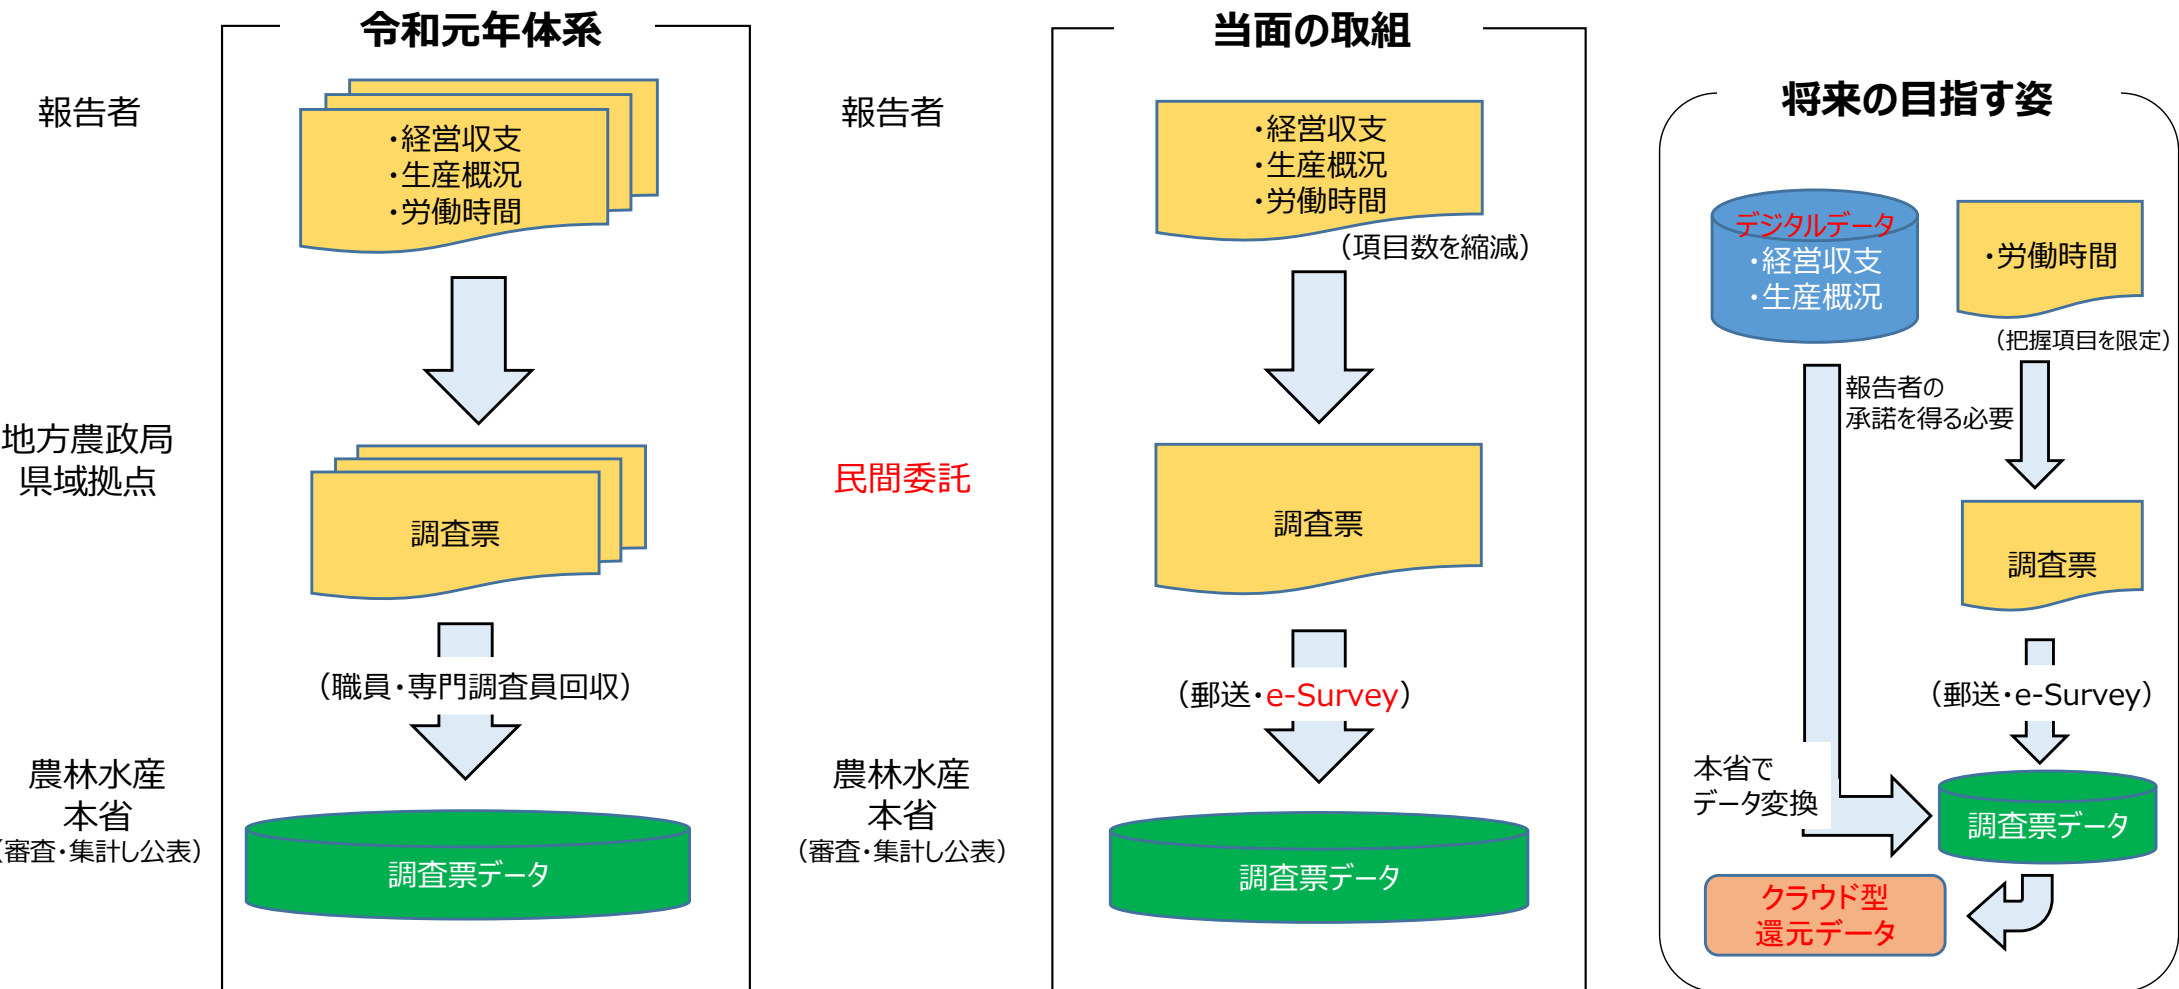 令和元年体系
報告者
・経営収支
・生産概況
・労働時間
地方農政局
県域拠点
調査票
（職員・専門調査員回収）
農林水産
本省
（審査・集計し公表）
調査票データ
当面の取組
報告者
・経営収支
・生産概況
・労働時間
（項目数を縮減）
民間委託
調査票
（郵送・e-Survey）
農林水産
本省
（審査・集計し公表）
調査票データ
将来の目指す姿
デジタルデータ
・経営収支
・生産概況
・労働時間
（把握項目を限定）
報告者の
承諾を得る必要
調査票
（郵送・e-Survey）
本省で
データ変換
調査票データ
クラウド型
還元データ